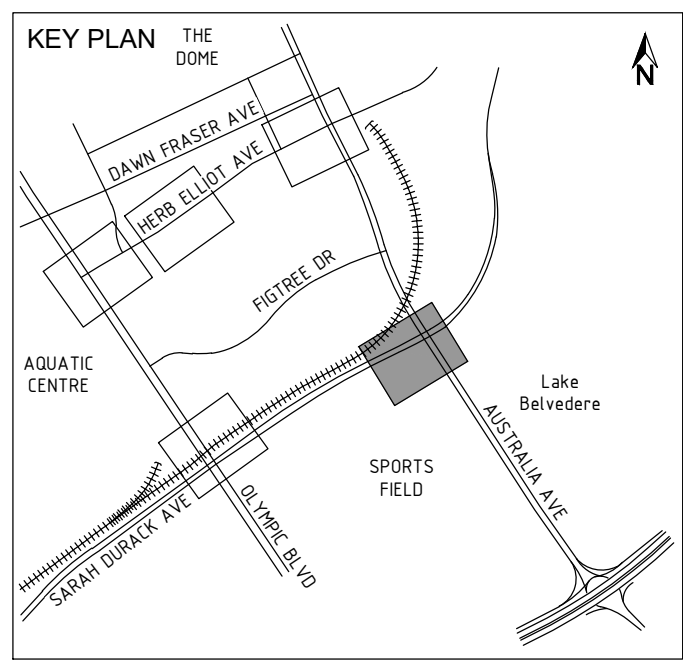 KEY PLAN
THE
DOME
N
DAWN FRASER AVE
HERB ELLIOT AVE
FIGTREE DR
AQUATIC
CENTRE
Lake
Belvedere
AUSTRALIA AVE
SPORTS
FIELD
OLYMPIC BLVD
SARAH DURACK AVE